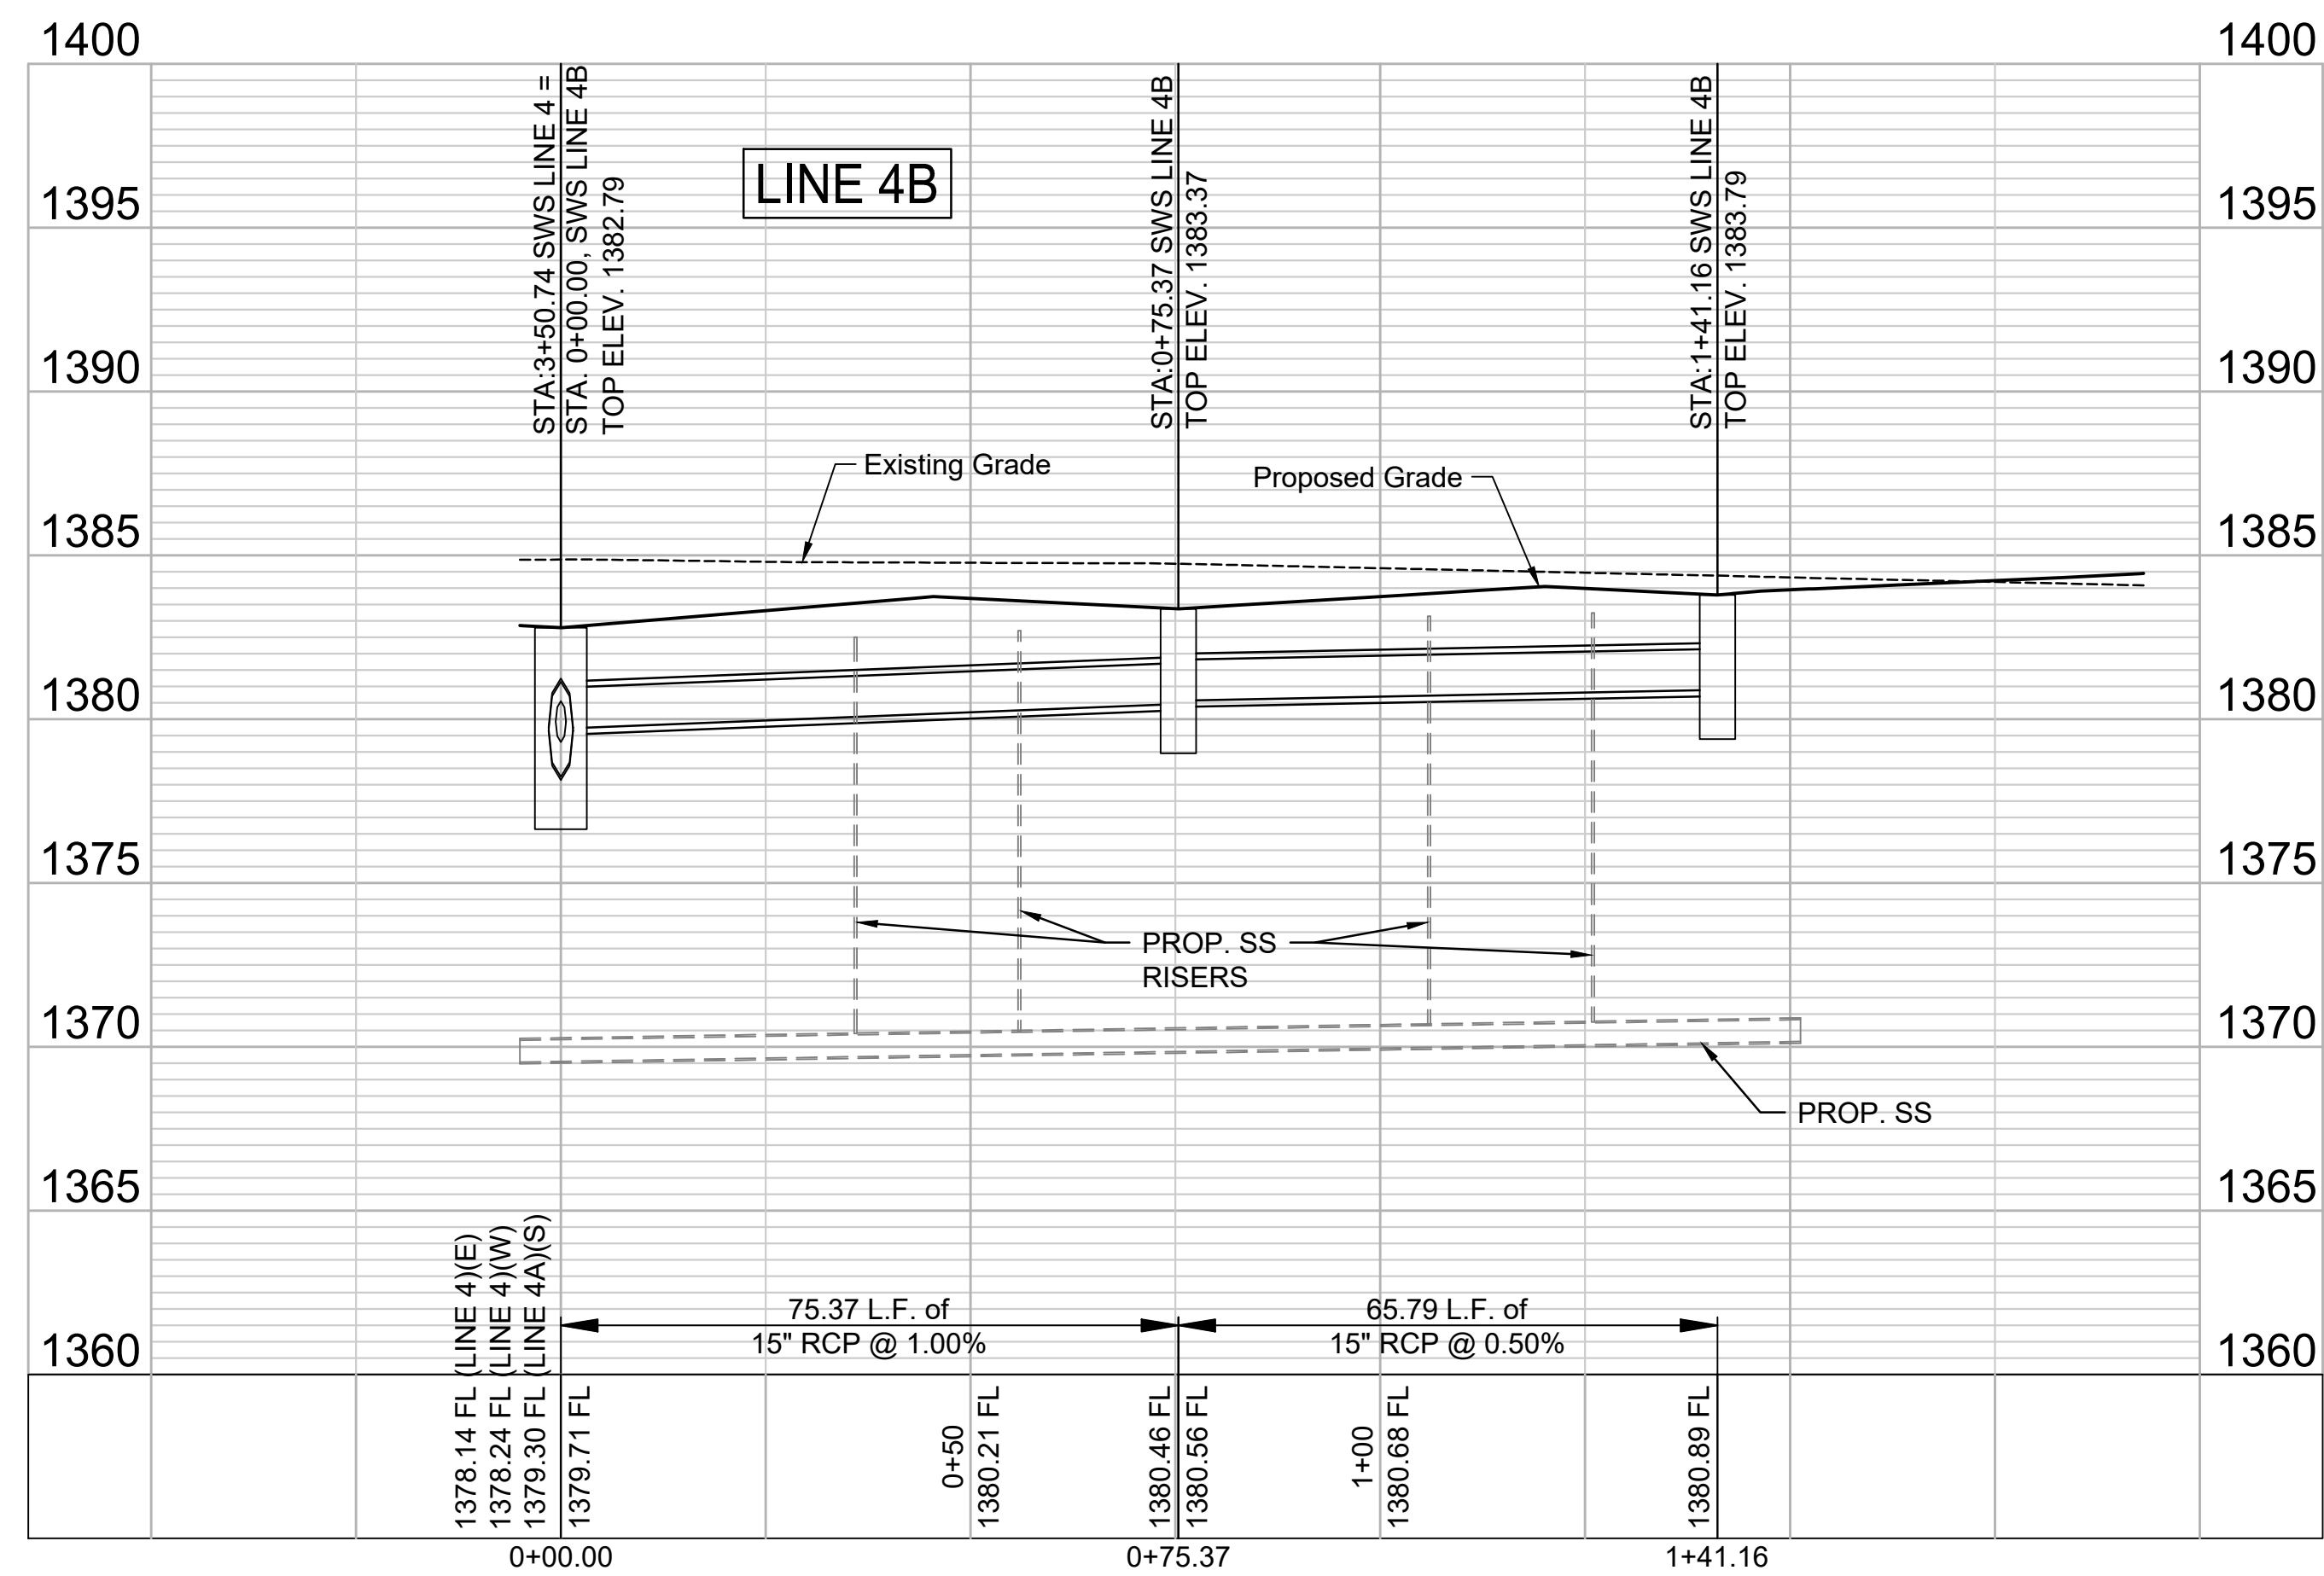 1400
1400
1395
1395
1390
1390
1385
1385
1380
1380
1375
1375
1370
1370
1365
1365
1360
1360
STA:3+50.74 SWS LINE 4 =
STA. 0+00.00, SWS LINE 4B
TOP ELEV. 1382.79
LINE 4B
STA:0+75.37 SWS LINE 4B
TOP ELEV. 1383.37
STA:1+41.16 SWS LINE 4B
TOP ELEV. 1383.79
Existing Grade
Proposed Grade
PROP. SS
RISERS
PROP. SS
75.37 L.F. of
15" RCP @ 1.00%
65.79 L.F. of
15" RCP @ 0.50%
1378.14 FL (LINE 4)(E)
1378.24 FL (LINE 4)(W)
1379.30 FL (LINE 4A)(S)
1379.71 FL
0+50
1380.21 FL
1380.46 FL
1380.56 FL
1+00
1380.68 FL
1380.89 FL
0+00.00
0+75.37
1+41.16